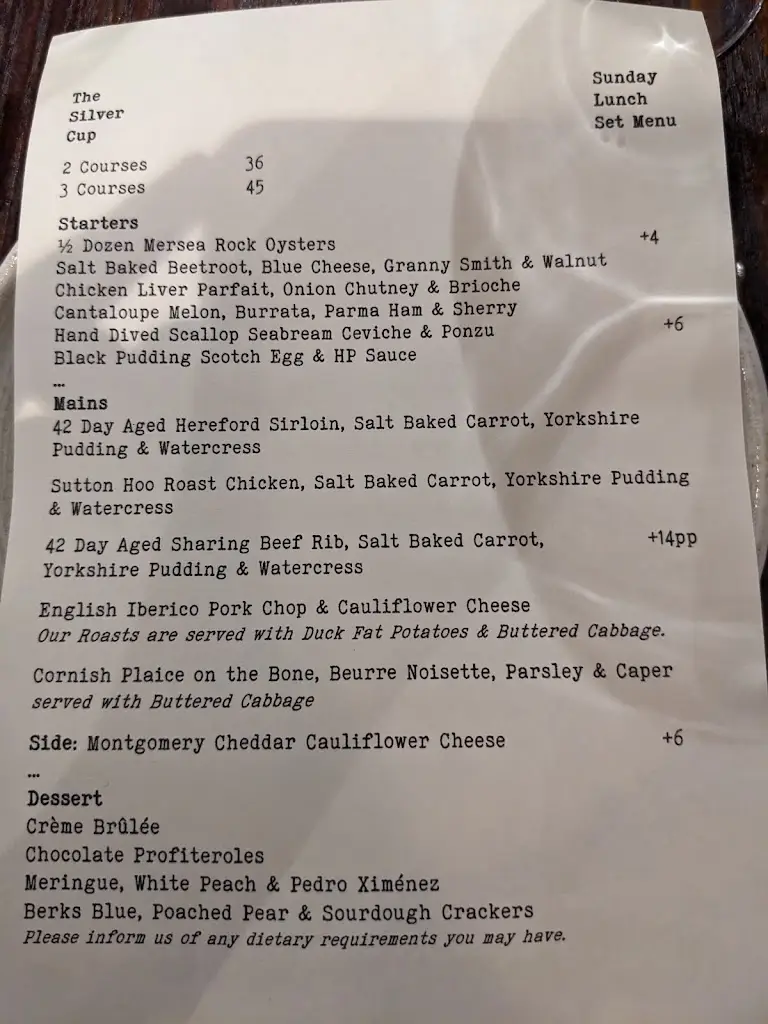 The
Silver
Cup
Sunday
Lunch
Set Menu
2 Courses 36
3 Courses 45
Starters
½ Dozen Mersea Rock Oysters +4
Salt Baked Beetroot, Blue Cheese, Granny Smith & Walnut
Chicken Liver Parfait, Onion Chutney & Brioche
Cantaloupe Melon, Burrata, Parma Ham & Sherry
Hand Dived Scallop Seabream Ceviche & Ponzu +6
Black Pudding Scotch Egg & HP Sauce
…
Mains
42 Day Aged Hereford Sirloin, Salt Baked Carrot, Yorkshire
Pudding & Watercress
Sutton Hoo Roast Chicken, Salt Baked Carrot, Yorkshire Pudding
& Watercress
42 Day Aged Sharing Beef Rib, Salt Baked Carrot, +14pp
Yorkshire Pudding & Watercress
English Iberico Pork Chop & Cauliflower Cheese
Our Roasts are served with Duck Fat Potatoes & Buttered Cabbage.
Cornish Plaice on the Bone, Beurre Noisette, Parsley & Caper
served with Buttered Cabbage
Side: Montgomery Cheddar Cauliflower Cheese +6
…
Dessert
Crème Brûlée
Chocolate Profiteroles
Meringue, White Peach & Pedro Ximénez
Berks Blue, Poached Pear & Sourdough Crackers
Please inform us of any dietary requirements you may have.